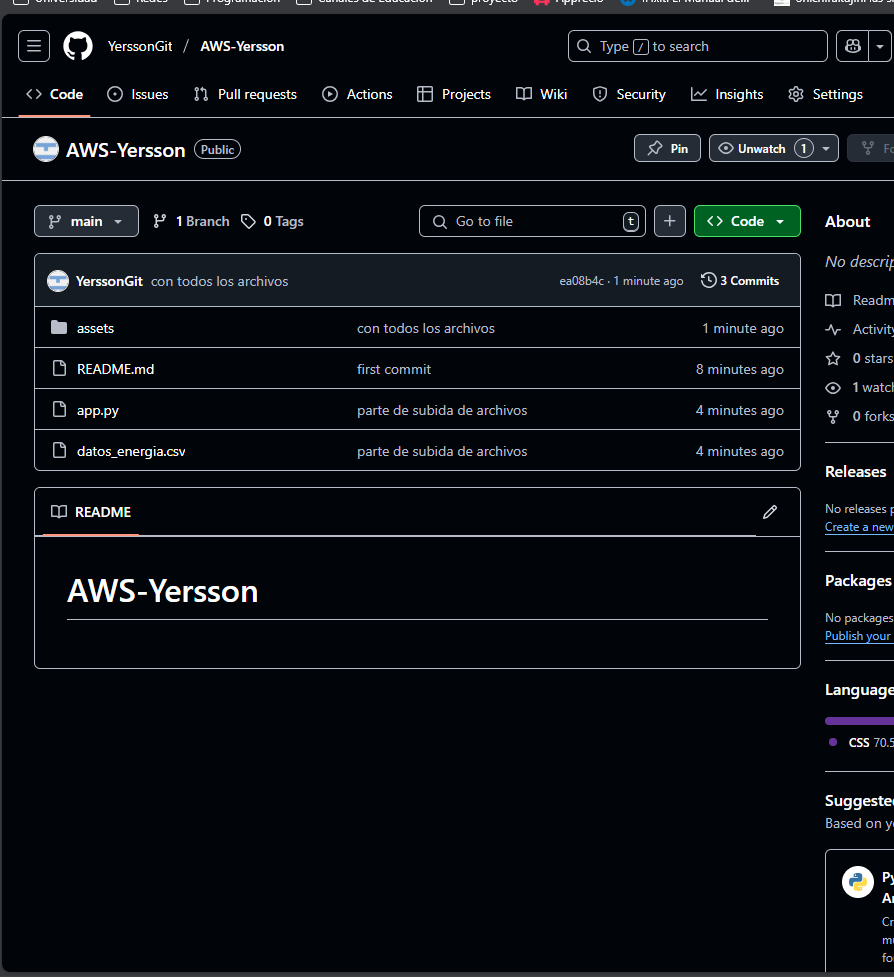 Universidad Redes Programación Canales de Educación proyecto
YerssonGit / AWS-Yersson
Type / to search
Code Issues Pull requests Actions Projects Wiki Security Insights Settings
AWS-Yersson Public
Pin Unwatch 1
main 1 Branch 0 Tags
Go to file t
Code
YerssonGit con todos los archivos ea08b4c · 1 minute ago 3 Commits
assets con todos los archivos 1 minute ago
README.md first commit 8 minutes ago
app.py parte de subida de archivos 4 minutes ago
datos_energia.csv parte de subida de archivos 4 minutes ago
README
AWS-Yersson
About
No descrip
Readm
Activity
0 stars
1 watch
0 forks
Releases
No releases p
Create a new
Packages
No packages
Publish your
Language
CSS 70.5
Suggested
Based on yo
Py
Cr
mu
fo